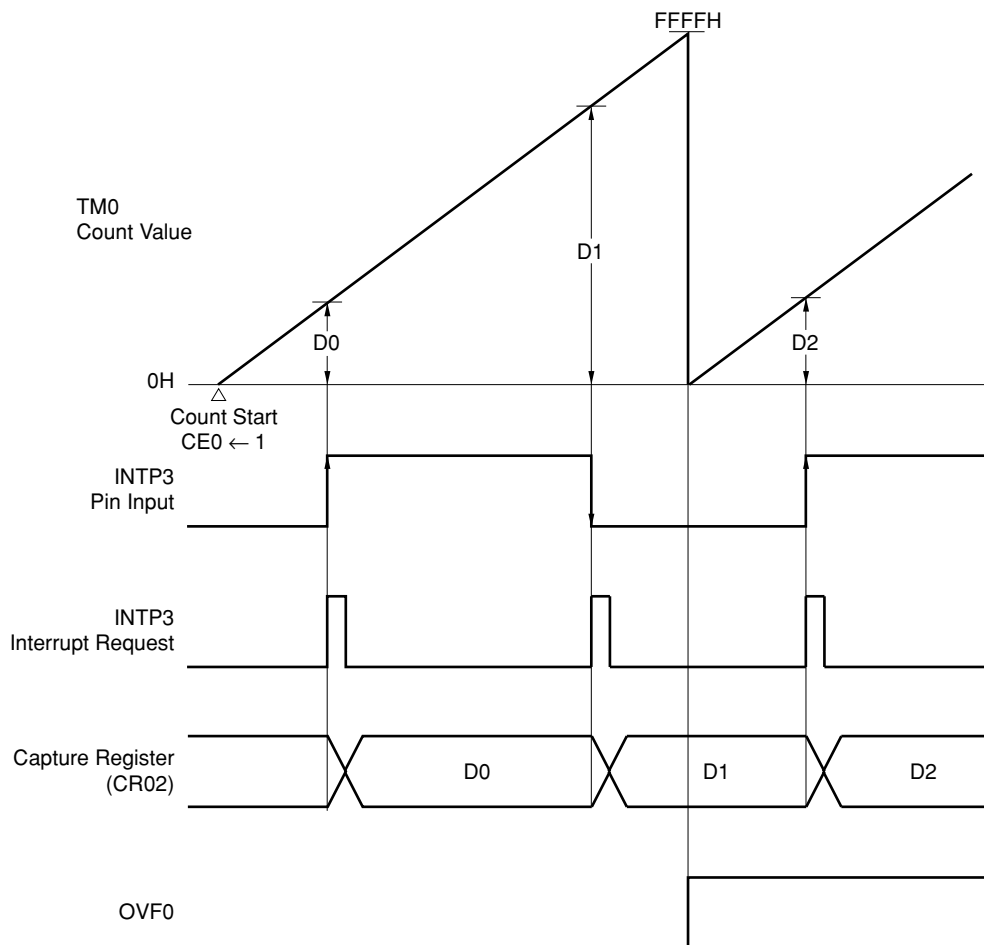 FFFFH
TM0
Count Value
D1
D0
D2
0H
Count Start
CE0 ← 1
INTP3
Pin Input
INTP3
Interrupt Request
Capture Register
(CR02)
D0
D1
D2
OVF0